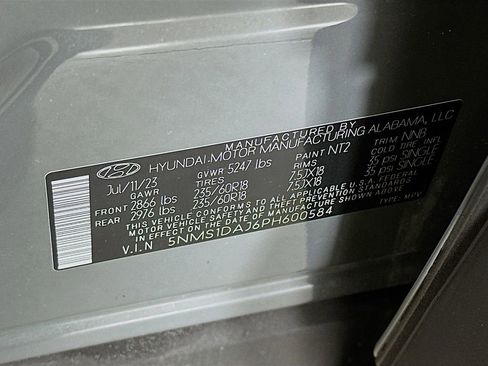 MANUFACTURED BY
HYUNDAI MOTOR MANUFACTURING ALABAMA, LLC
Jul/11/23 GVWR 5247 lbs PAINT NT2 TRIM NNB
GAWR TIRES RIMS COLD TIRE INFL
FRONT 2866 lbs 235/60R18 7.5JX18 35 psi SINGLE
REAR 2976 lbs 235/60R18 7.5JX18 35 psi SINGLE
THIS VEHICLE CONFORMS TO ALL APPLICABLE U.S. FEDERAL
MOTOR VEHICLE SAFETY STANDARDS IN EFFECT ON THE
DATE OF MANUFACTURE SHOWN ABOVE.
V.I.N 5NMS1DAJ6PH600584 TYPE: MPV